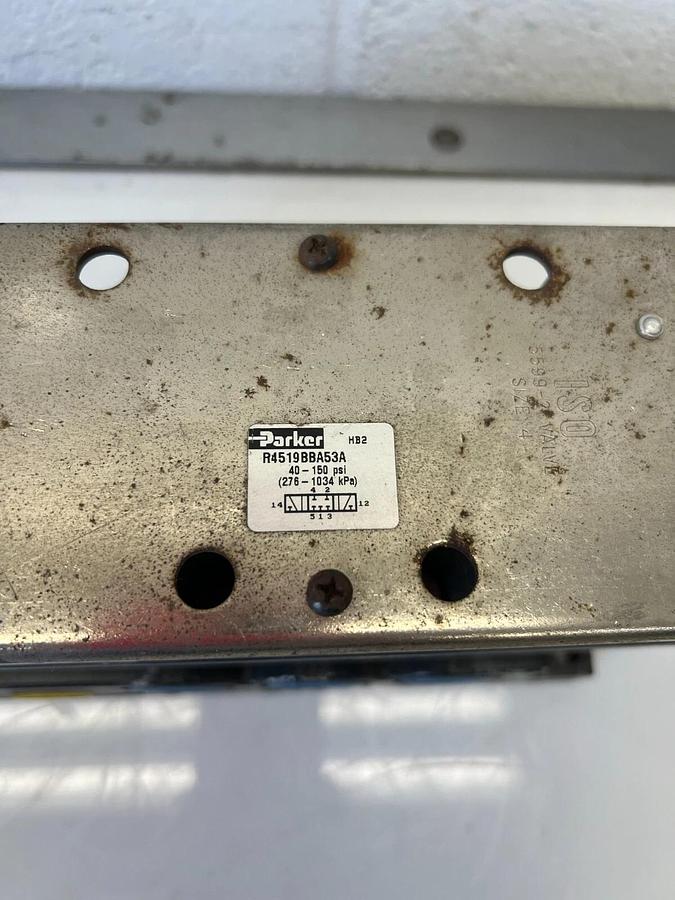 Parker HB2
R4519BBA53A
40-150 psi
(276-1034 kPa)
4 2
14 12
5 1 3
ISO
5599-2 VALVE
SIZE 4